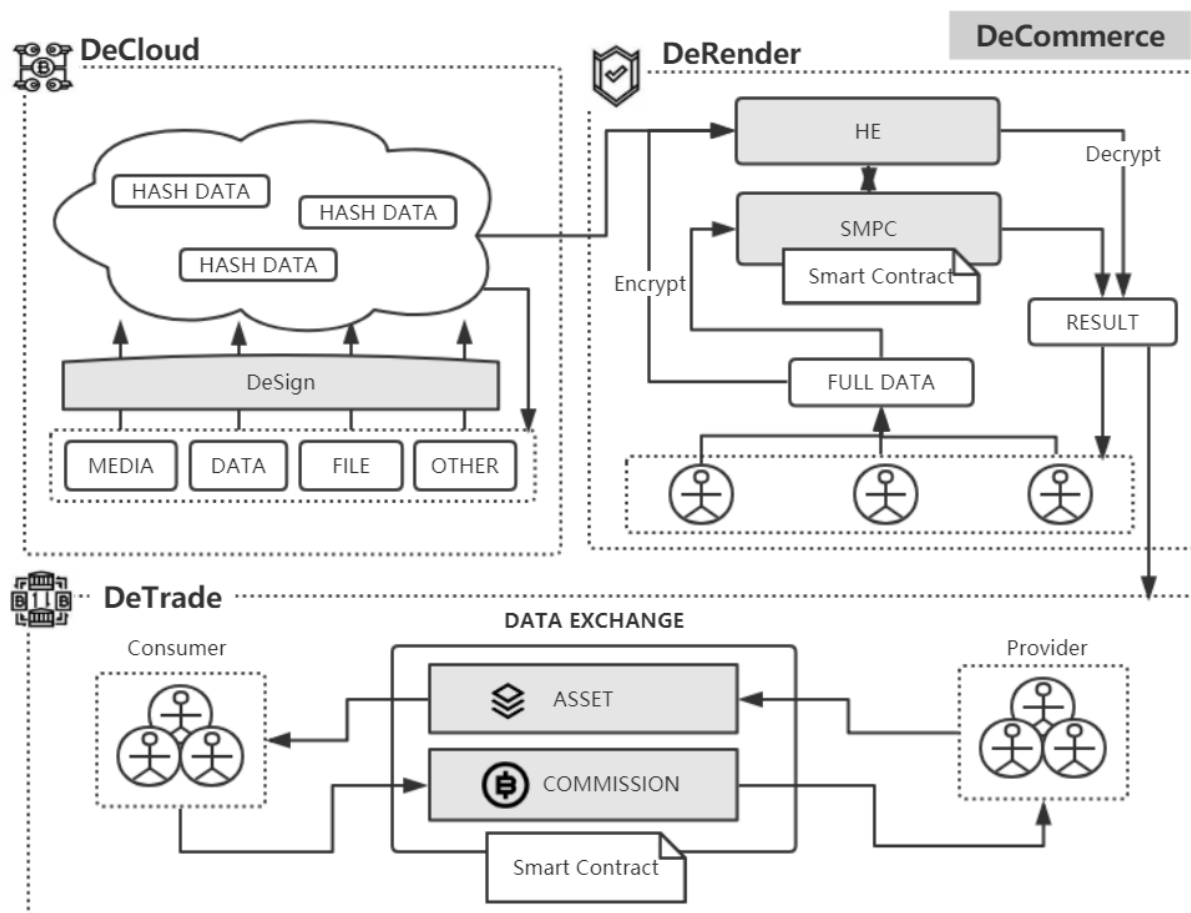 DeCommerce
DeCloud
HASH DATA
HASH DATA
HASH DATA
DeSign
MEDIA
DATA
FILE
OTHER
DeRender
HE
Decrypt
SMPC
Smart Contract
Encrypt
RESULT
FULL DATA
DeTrade
DATA EXCHANGE
Consumer
Provider
ASSET
COMMISSION
Smart Contract